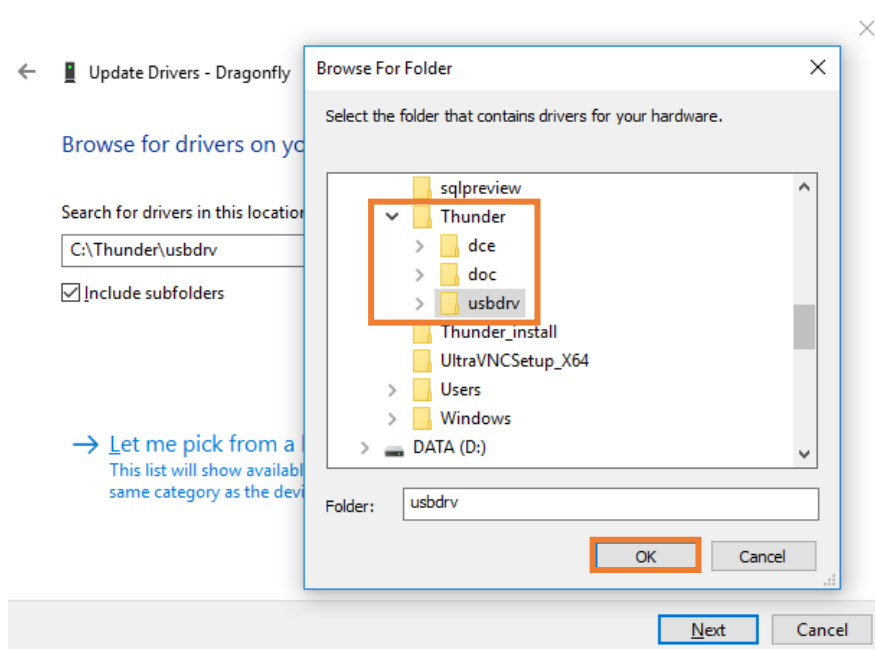 Update Drivers - Dragonfly
Browse for drivers on yo
Search for drivers in this location
C:\Thunder\usbdrv
Include subfolders
Let me pick from a l
This list will show availabl
same category as the devi
Browse For Folder
Select the folder that contains drivers for your hardware.
sqlpreview
Thunder
dce
doc
usbdrv
Thunder_install
UltraVNCSetup_X64
Users
Windows
DATA (D:)
Folder:
usbdrv
OK
Cancel
Next
Cancel